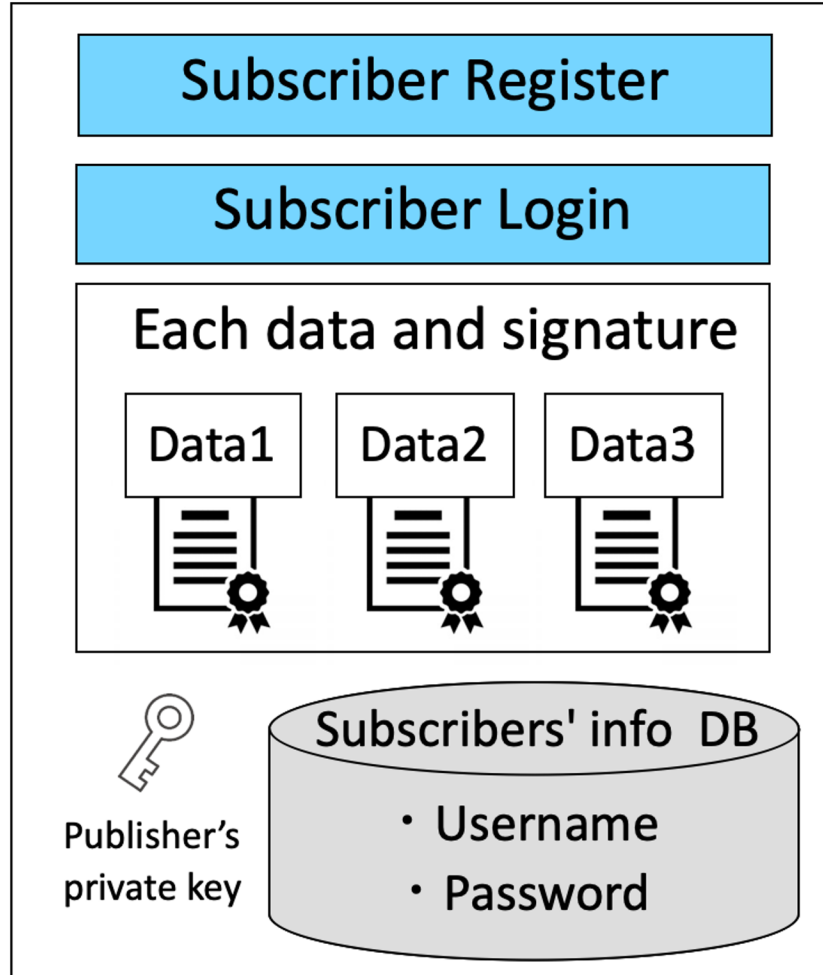 Subscriber Register
Subscriber Login
Each data and signature
Data1
Data2
Data3
Subscribers' info DB
・Username
・Password
Publisher’s
private key